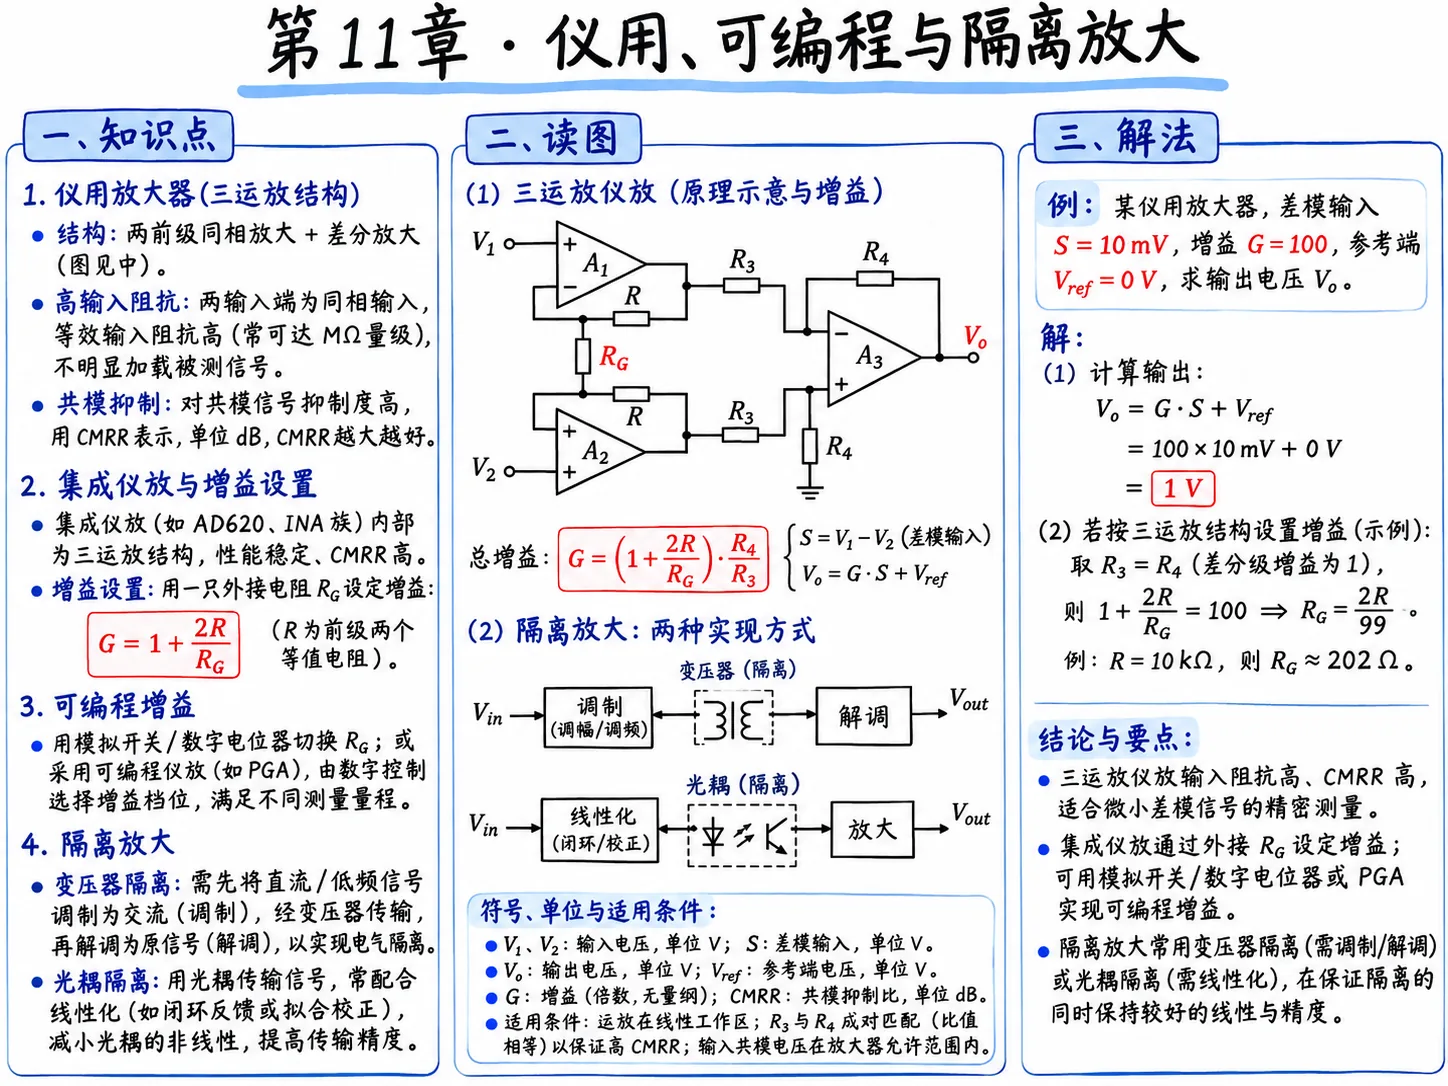 第11章·仪用、可编程与隔离放大
一、知识点
1. 仪用放大器(三运放结构)
● 结构: 两前级同相放大 + 差分放大
(图见中)。
● 高输入阻抗: 两输入端为同相输入,
等效输入阻抗高 (常可达 MΩ量级),
不明显加载被测信号。
● 共模抑制: 对共模信号抑制度高,
用 CMRR 表示, 单位 dB, CMRR越大越好。
2. 集成仪放与增益设置
● 集成仪放 (如 AD620、INA 族) 内部
为三运放结构, 性能稳定、CMRR 高。
● 增益设置: 用一只外接电阻 R_G 设定增益:
G = 1 + 2R/R_G
(R 为前级两个
等值电阻)。
3. 可编程增益
● 用模拟开关 / 数字电位器切换 R_G; 或
采用可编程仪放 (如 PGA), 由数字控制
选择增益档位, 满足不同测量量程。
4. 隔离放大
● 变压器隔离: 需先将直流 / 低频信号
调制为交流 (调制), 经变压器传输,
再解调为原信号 (解调), 以实现电气隔离。
● 光耦隔离: 用光耦传输信号, 常配合
线性化 (如闭环反馈或拟合校正),
减小光耦的非线性, 提高传输精度。
二、读图
(1) 三运放仪放 (原理示意与增益)
V₁
+
−
A₁
R
R_G
R
+
+
A₂
V₂
R₃
R₃
R₄
−
+
A₃
R₄
V_o
总增益: G = (1 + 2R/R_G) · R₄/R₃
S = V₁ − V₂ (差模输入)
V_o = G · S + V_ref
(2) 隔离放大: 两种实现方式
变压器 (隔离)
V_in
调制
(调幅/调频)
解调
V_out
光耦 (隔离)
V_in
线性化
(闭环/校正)
放大
V_out
符号、单位与适用条件:
● V₁、V₂: 输入电压, 单位 V; S: 差模输入, 单位 V。
● V_o: 输出电压, 单位 V; V_ref: 参考端电压, 单位 V。
● G: 增益 (倍数, 无量纲); CMRR: 共模抑制比, 单位 dB。
● 适用条件: 运放在线性工作区; R₃ 与 R₄ 成对匹配 (比值
相等) 以保证高 CMRR; 输入共模电压在放大器允许范围内。
三、解法
例: 某仪用放大器, 差模输入
S = 10 mV, 增益 G = 100, 参考端
V_ref = 0 V, 求输出电压 V_o。
解:
(1) 计算输出:
V_o = G · S + V_ref
= 100 × 10 mV + 0 V
= 1 V
(2) 若按三运放结构设置增益 (示例):
取 R₃ = R₄ (差分级增益为 1),
则 1 + 2R/R_G = 100 ⇒ R_G = 2R/99。
例: R = 10 kΩ, 则 R_G ≈ 202 Ω。
结论与要点:
● 三运放仪放输入阻抗高、CMRR 高,
适合微小差模信号的精密测量。
● 集成仪放通过外接 R_G 设定增益;
可用模拟开关/数字电位器或 PGA
实现可编程增益。
● 隔离放大常用变压器隔离 (需调制/解调)
或光耦隔离 (需线性化), 在保证隔离的
同时保持较好的线性与精度。